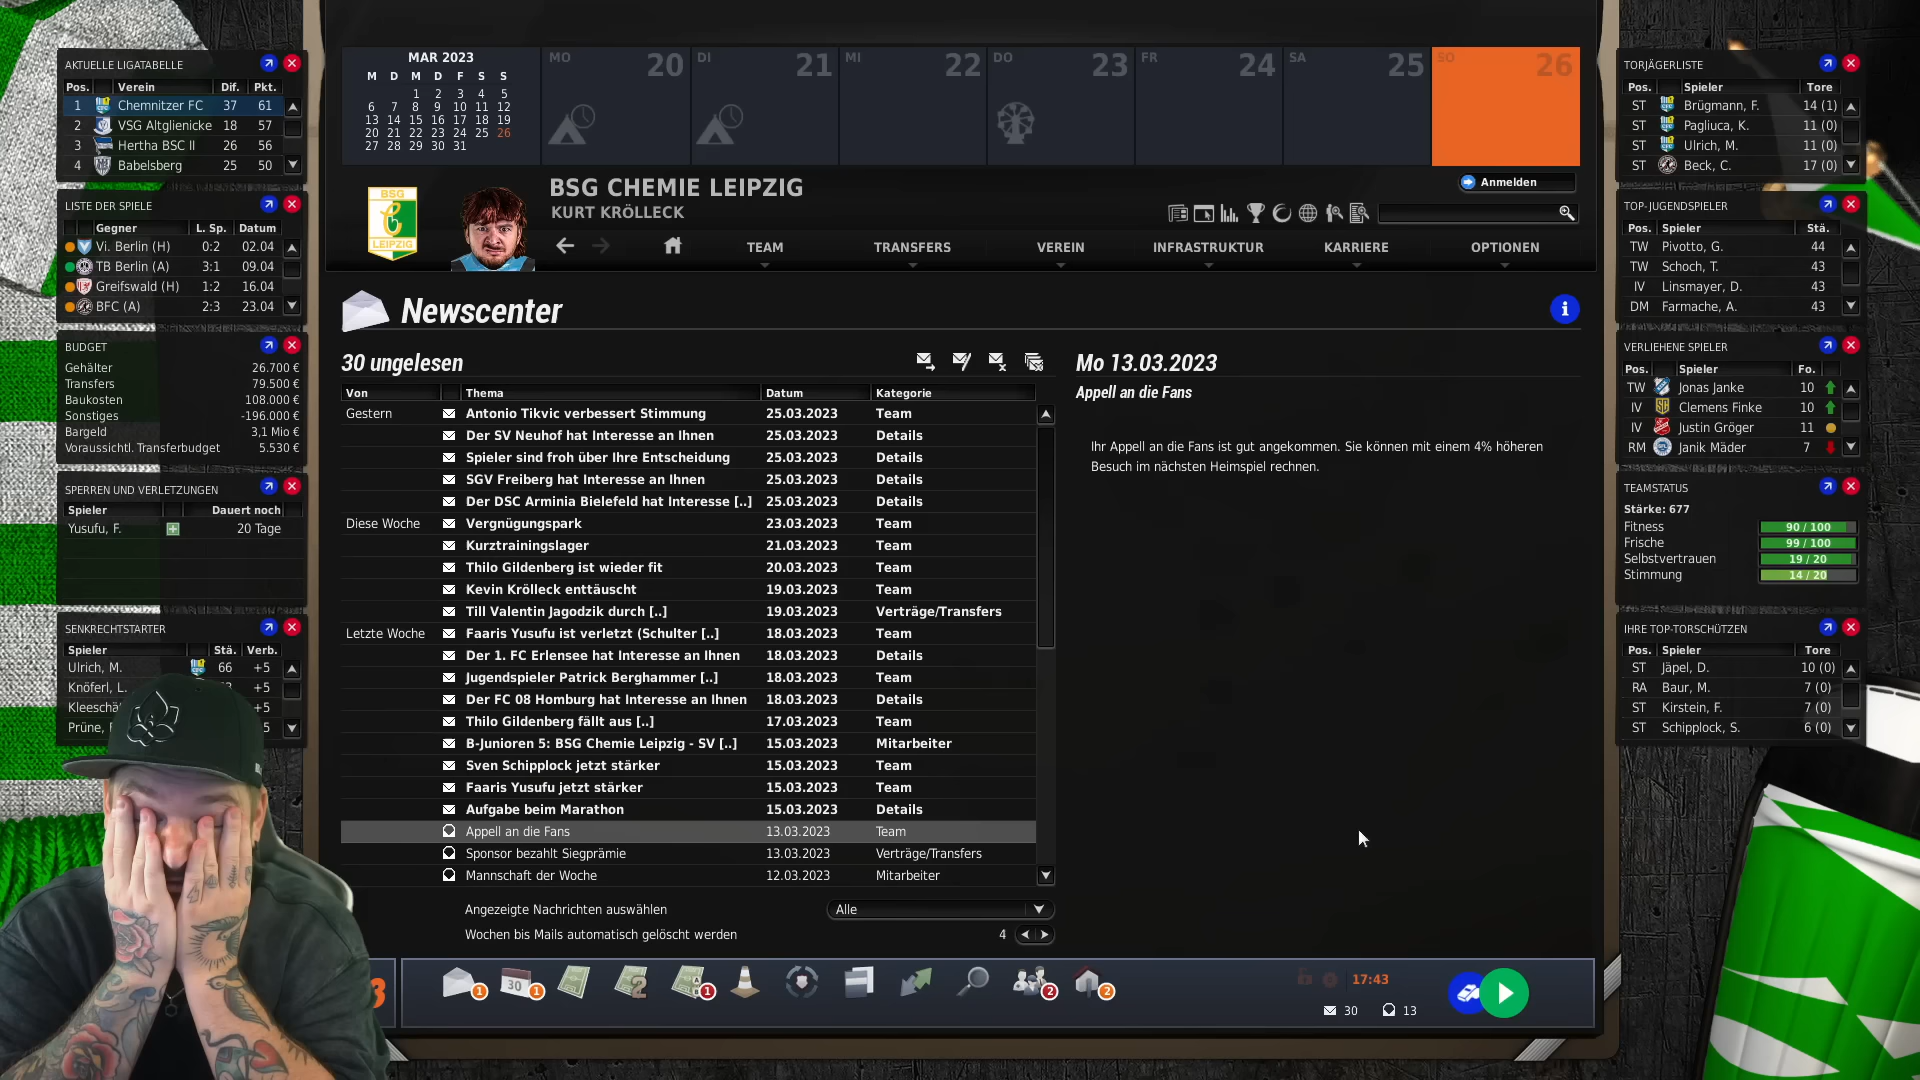 AKTUELLE LIGATABELLE
Pos. Verein Dif. Pkt.
1 Chemnitzer FC 37 61
2 VSG Altglienicke 18 57
3 Hertha BSC II 26 56
4 Babelsberg 25 50
LISTE DER SPIELE
Gegner L. Sp. Datum
Vi. Berlin (H) 0:2 02.04
TB Berlin (A) 3:1 09.04
Greifswald (H) 1:2 16.04
BFC (A) 2:3 23.04
BUDGET
Gehälter 26.700 €
Transfers 79.500 €
Baukosten 108.000 €
Sonstiges -196.000 €
Bargeld 3,1 Mio €
Voraussichtl. Transferbudget 5.530 €
SPERREN UND VERLETZUNGEN
Spieler Dauert noch
Yusufu, F. 20 Tage
SENKRECHTSTARTER
Spieler Stä. Verb.
Ulrich, M. 66 +5
Knöferl, L. +5
Kleeschä +5
Prüne, 5
MAR 2023
M D M D F S S
1 2 3 4 5
6 7 8 9 10 11 12
13 14 15 16 17 18 19
20 21 22 23 24 25 26
27 28 29 30 31
MO 20 DI 21 MI 22 DO 23 FR 24 SA 25 SO 26
BSG CHEMIE LEIPZIG
KURT KRÖLLECK
BSG
LEIPZIG
Anmelden
TEAM TRANSFERS VEREIN INFRASTRUKTUR KARRIERE OPTIONEN
Newscenter
30 ungelesen
Von Thema Datum Kategorie
Gestern Antonio Tikvic verbessert Stimmung 25.03.2023 Team
Der SV Neuhof hat Interesse an Ihnen 25.03.2023 Details
Spieler sind froh über Ihre Entscheidung 25.03.2023 Details
SGV Freiberg hat Interesse an Ihnen 25.03.2023 Details
Der DSC Arminia Bielefeld hat Interesse [..] 25.03.2023 Details
Diese Woche Vergnügungspark 23.03.2023 Team
Kurztrainingslager 21.03.2023 Team
Thilo Gildenberg ist wieder fit 20.03.2023 Team
Kevin Krölleck enttäuscht 19.03.2023 Team
Till Valentin Jagodzik durch [..] 19.03.2023 Verträge/Transfers
Letzte Woche Faaris Yusufu ist verletzt (Schulter [..] 18.03.2023 Team
Der 1. FC Erlensee hat Interesse an Ihnen 18.03.2023 Details
Jugendspieler Patrick Berghammer [..] 18.03.2023 Team
Der FC 08 Homburg hat Interesse an Ihnen 18.03.2023 Details
Thilo Gildenberg fällt aus [..] 17.03.2023 Team
B-Junioren 5: BSG Chemie Leipzig - SV [..] 15.03.2023 Mitarbeiter
Sven Schipplock jetzt stärker 15.03.2023 Team
Faaris Yusufu jetzt stärker 15.03.2023 Team
Aufgabe beim Marathon 15.03.2023 Details
Appell an die Fans 13.03.2023 Team
Sponsor bezahlt Siegprämie 13.03.2023 Verträge/Transfers
Mannschaft der Woche 12.03.2023 Mitarbeiter
Angezeigte Nachrichten auswählen Alle
Wochen bis Mails automatisch gelöscht werden 4
Mo 13.03.2023
Appell an die Fans
Ihr Appell an die Fans ist gut angekommen. Sie können mit einem 4% höheren
Besuch im nächsten Heimspiel rechnen.
3 1 30 1 2 1 2 2
17:43
30 13
TORJÄGERLISTE
Pos. Spieler Tore
ST Brügmann, F. 14 (1)
ST Pagliuca, K. 11 (0)
ST Ulrich, M. 11 (0)
ST Beck, C. 17 (0)
TOP-JUGENDSPIELER
Pos. Spieler Stä.
TW Pivotto, G. 44
TW Schoch, T. 43
IV Linsmayer, D. 43
DM Farmache, A. 43
VERLIEHENE SPIELER
Pos. Spieler Fo.
TW Jonas Janke 10
IV Clemens Finke 10
IV Justin Gröger 11
RM Janik Mäder 7
TEAMSTATUS
Stärke: 677
Fitness 90 / 100
Frische 99 / 100
Selbstvertrauen 19 / 20
Stimmung 14 / 20
IHRE TOP-TORSCHÜTZEN
Pos. Spieler Tore
ST Jäpel, D. 10 (0)
RA Baur, M. 7 (0)
ST Kirstein, F. 7 (0)
ST Schipplock, S. 6 (0)